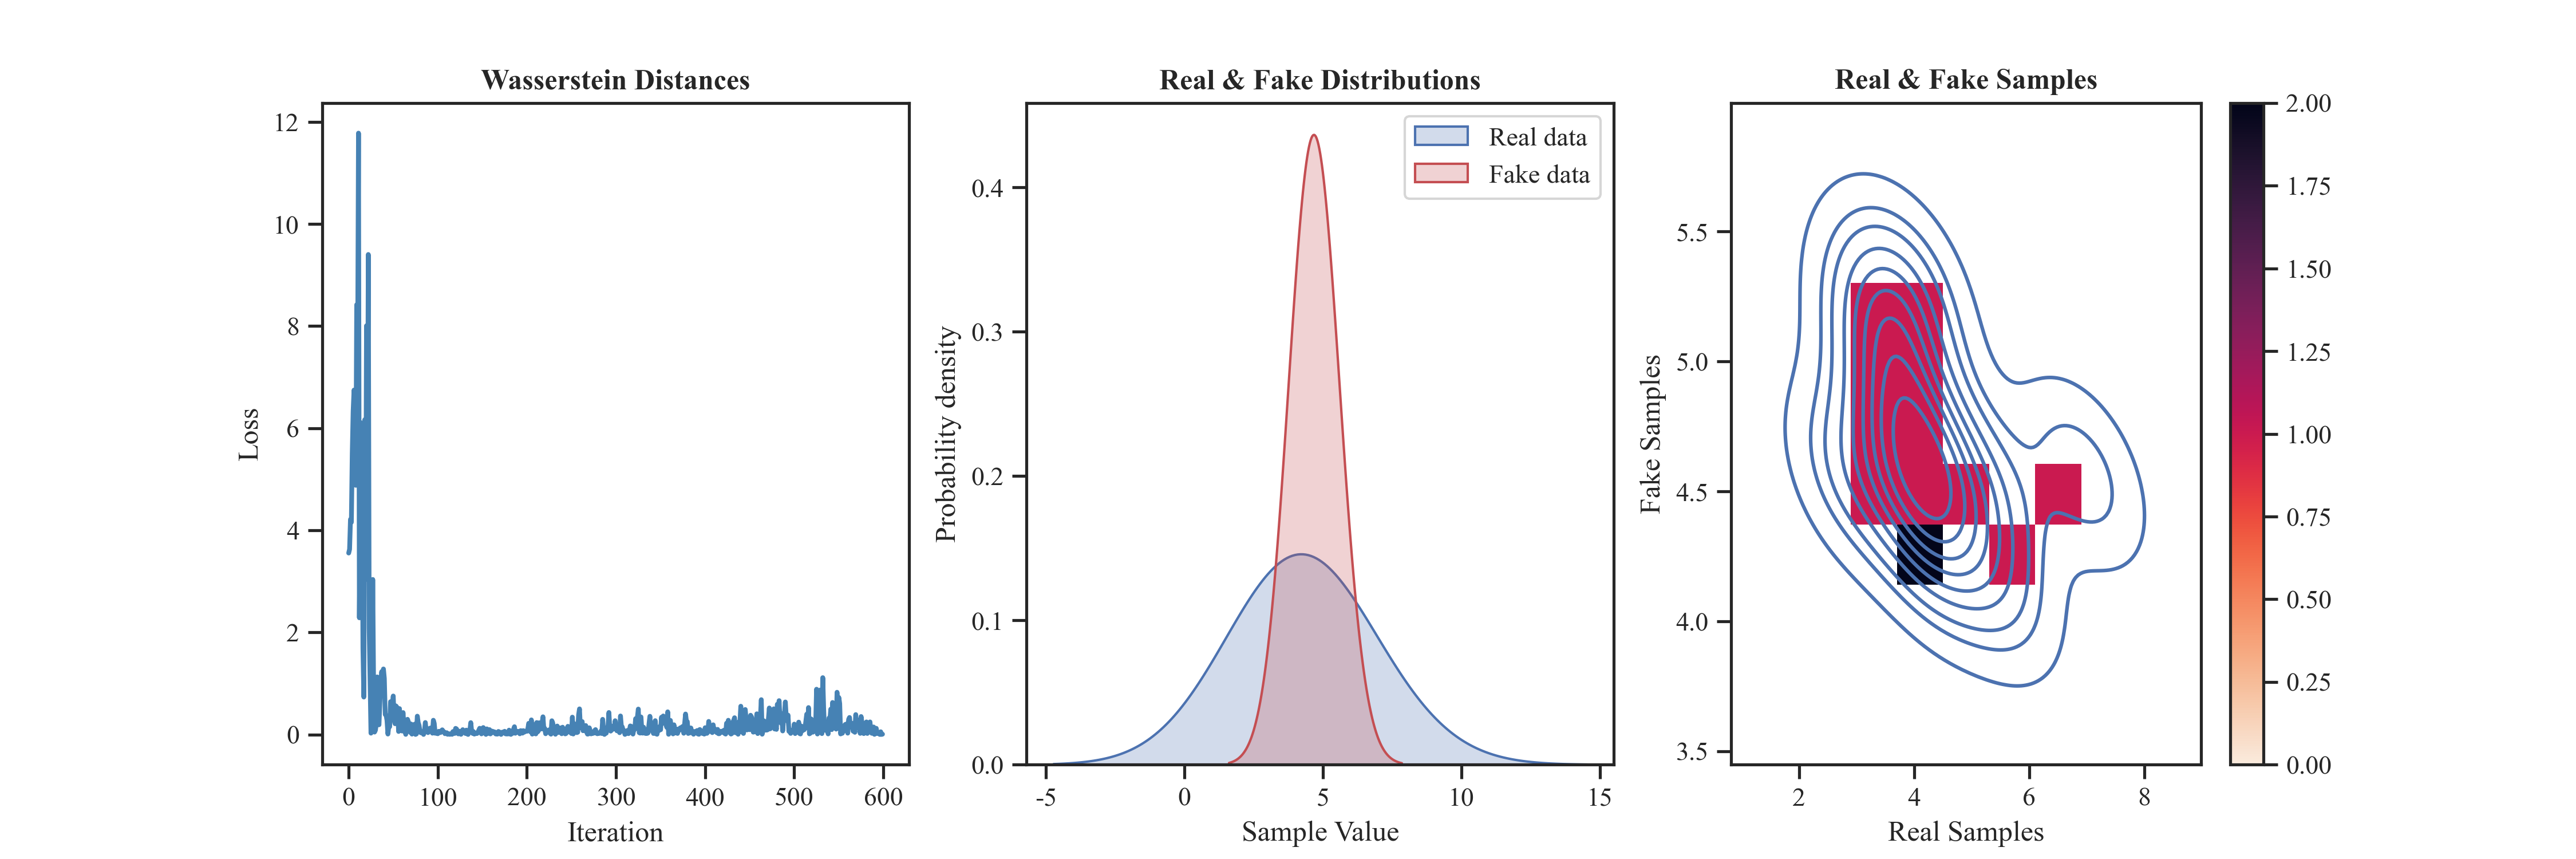 Wasserstein Distances
12
10
8
6
4
2
0
Loss
0 100 200 300 400 500 600
Iteration
Real & Fake Distributions
Real data
Fake data
0.4
0.3
0.2
0.1
0.0
Probability density
-5 0 5 10 15
Sample Value
Real & Fake Samples
5.5
5.0
4.5
4.0
3.5
Fake Samples
2 4 6 8
Real Samples
2.00
1.75
1.50
1.25
1.00
0.75
0.50
0.25
0.00